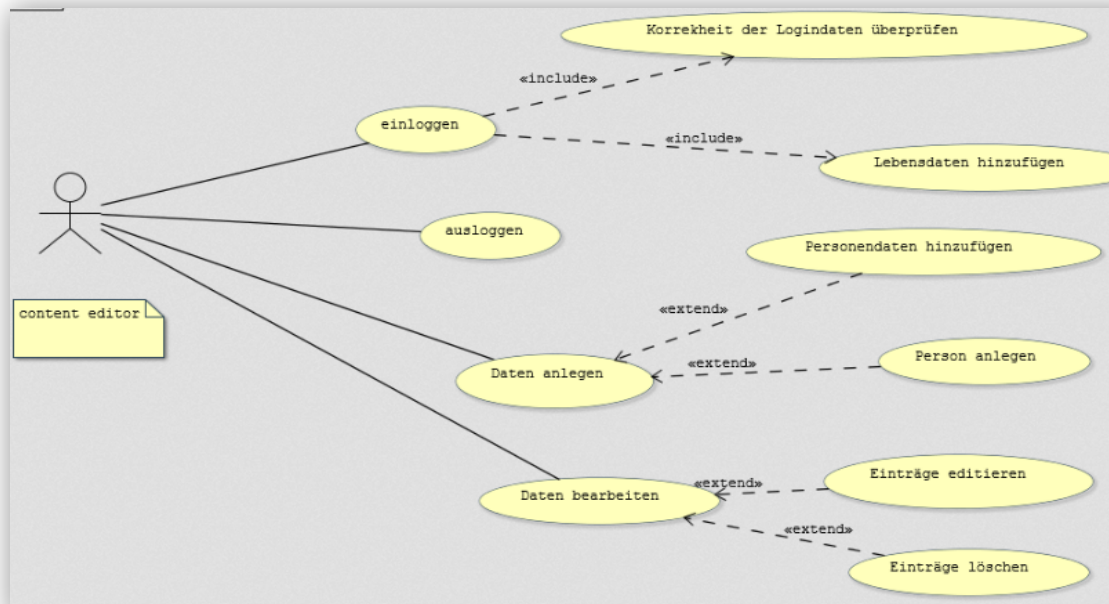 Korrekheit der Logindaten überprüfen
«include»
einloggen
«include»
Lebensdaten hinzufügen
ausloggen
Personendaten hinzufügen
content editor
«extend»
Person anlegen
«extend»
Daten anlegen
Einträge editieren
«extend»
Daten bearbeiten
«extend»
Einträge löschen